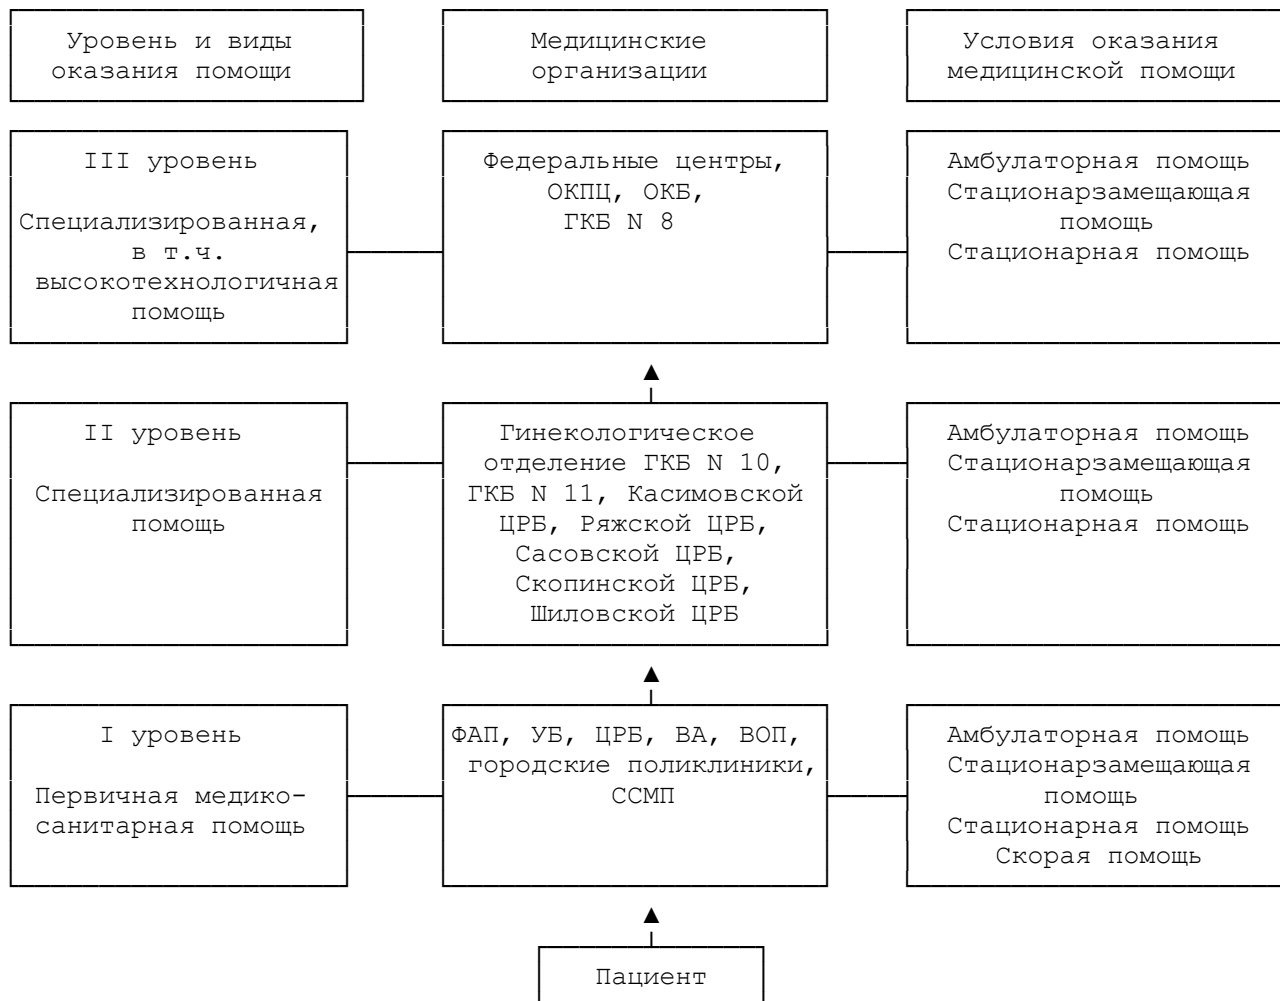 Уровень и виды
оказания помощи
Медицинские
организации
Условия оказания
медицинской помощи
III уровень
Специализированная,
в т.ч.
высокотехнологичная
помощь
Федеральные центры,
ОКПЦ, ОКБ,
ГКБ N 8
Амбулаторная помощь
Стационарзамещающая
помощь
Стационарная помощь
II уровень
Специализированная
помощь
Гинекологическое
отделение ГКБ N 10,
ГКБ N 11, Касимовской
ЦРБ, Ряжской ЦРБ,
Сасовской ЦРБ,
Скопинской ЦРБ,
Шиловской ЦРБ
Амбулаторная помощь
Стационарзамещающая
помощь
Стационарная помощь
I уровень
Первичная медико-
санитарная помощь
ФАП, УБ, ЦРБ, ВА, ВОП,
городские поликлиники,
ССМП
Амбулаторная помощь
Стационарзамещающая
помощь
Стационарная помощь
Скорая помощь
Пациент